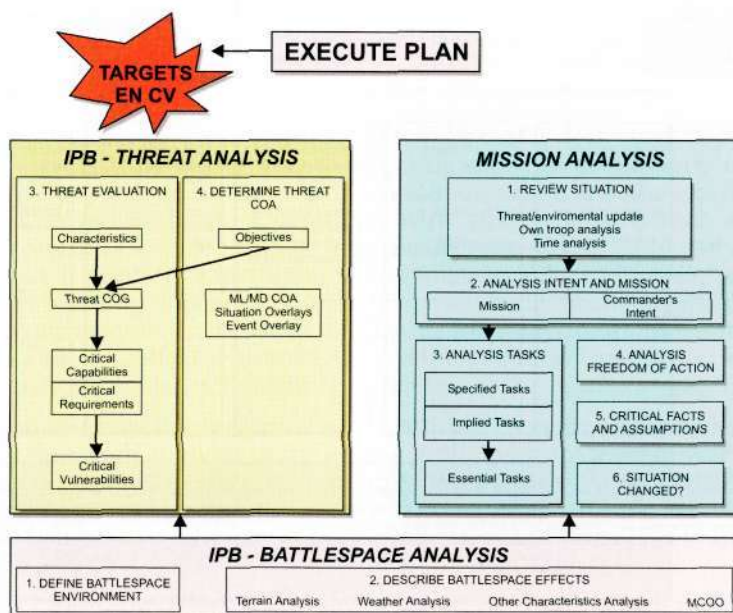 EXECUTE PLAN
TARGETS
EN CV
IPB - THREAT ANALYSIS
3. THREAT EVALUATION
Characteristics
Threat COG
Critical
Capabilities
Critical
Requirements
Critical
Vulnerabilities
4. DETERMINE THREAT
COA
Objectives
ML/MD COA
Situation Overlays
Event Overlay
MISSION ANALYSIS
1. REVIEW SITUATION
Threat/enviromental update
Own troop analysis
Time analysis
2. ANALYSIS INTENT AND MISSION
Mission
Commander's
Intent
3. ANALYSIS TASKS
Specified Tasks
Implied Tasks
Essential Tasks
4. ANALYSIS
FREEDOM OF ACTION
5. CRITICAL FACTS
AND ASSUMPTIONS
6. SITUATION
CHANGED?
IPB - BATTLESPACE ANALYSIS
1. DEFINE BATTLESPACE
ENVIRONMENT
2. DESCRIBE BATTLESPACE EFFECTS
Terrain Analysis Weather Analysis Other Characteristics Analysis MCOO